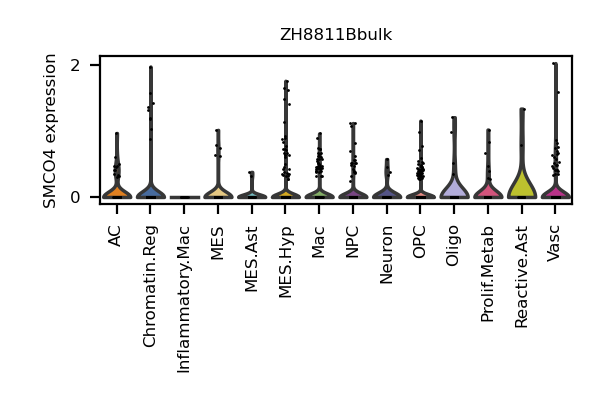 ZH8811Bbulk
SMCO4 expression
2
0
AC
Chromatin.Reg
Inflammatory.Mac
MES
MES.Ast
MES.Hyp
Mac
NPC
Neuron
OPC
Oligo
Prolif.Metab
Reactive.Ast
Vasc